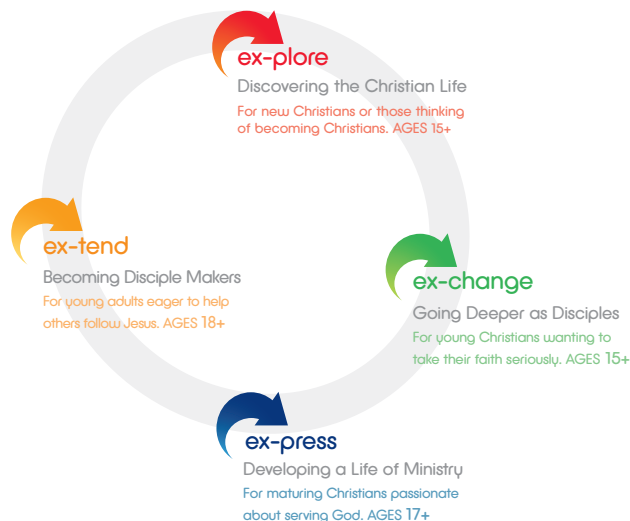 ex-plore
Discovering the Christian Life
For new Christians or those thinking
of becoming Christians. AGES 15+
ex-tend
Becoming Disciple Makers
For young adults eager to help
others follow Jesus. AGES 18+
ex-change
Going Deeper as Disciples
For young Christians wanting to
take their faith seriously. AGES 15+
ex-press
Developing a Life of Ministry
For maturing Christians passionate
about serving God. AGES 17+